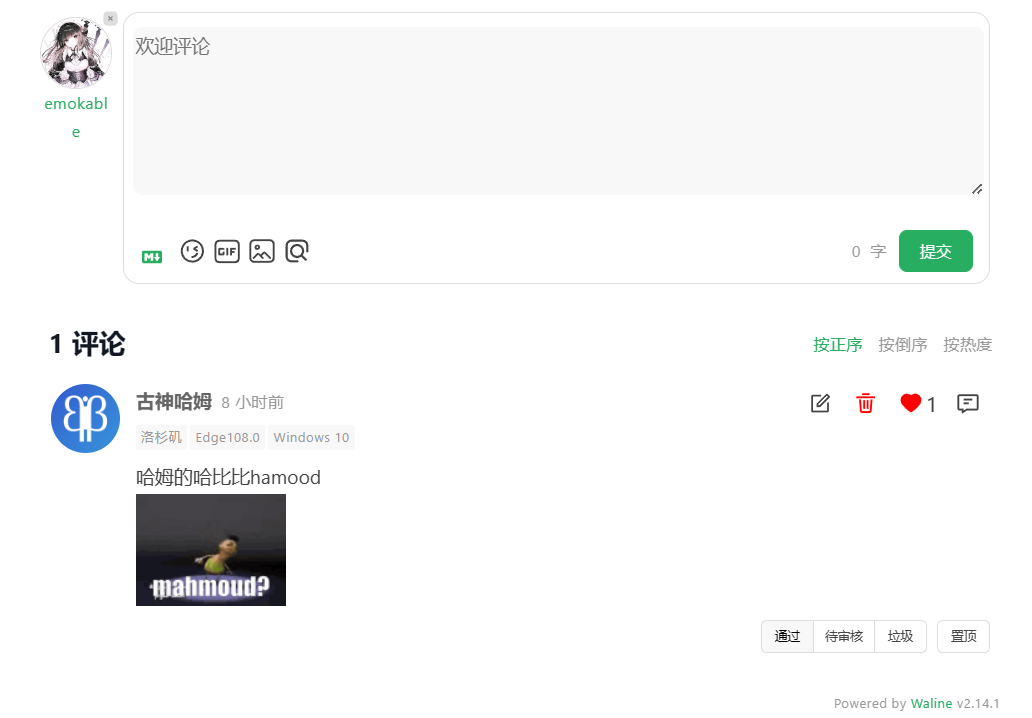 欢迎评论
emokabl
e
M↓
GIF
0 字
提交
1 评论
按正序 按倒序 按热度
古神哈姆 8 小时前
1
洛杉矶 Edge108.0 Windows 10
哈姆的哈比比hamood
mahmoud?
通过 待审核 垃圾 置顶
Powered by Waline v2.14.1